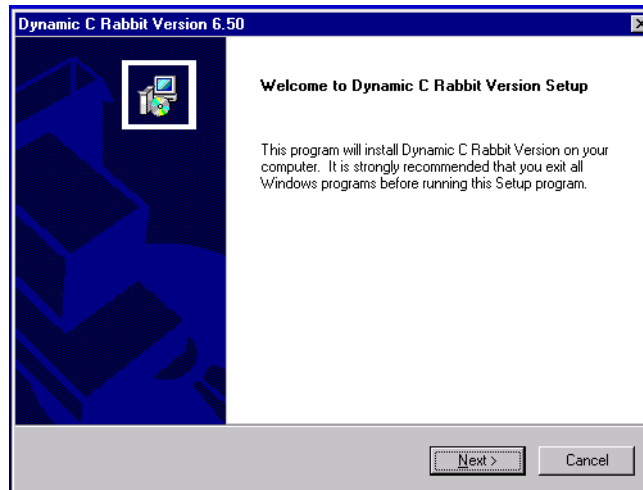 Dynamic C Rabbit Version 6.50
Welcome to Dynamic C Rabbit Version Setup
This program will install Dynamic C Rabbit Version on your
computer. It is strongly recommended that you exit all
Windows programs before running this Setup program.
Next >
Cancel